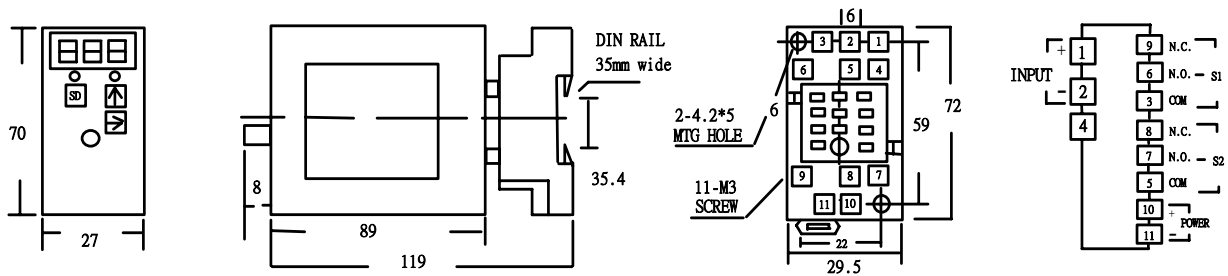 SD
70
27
8
89
119
DIN RAIL
35mm wide
35.4
6
3 2 1
6 5 4
6
2-4.2*5
MTG HOLE
59
72
9 8 7
11-M3
SCREW
11 10
22
29.5
INPUT
+ 1
- 2
4
9 N.C.
6 N.O. S1
3 COM
8 N.C.
7 N.O. S2
5 COM
10 + POWER
11 -